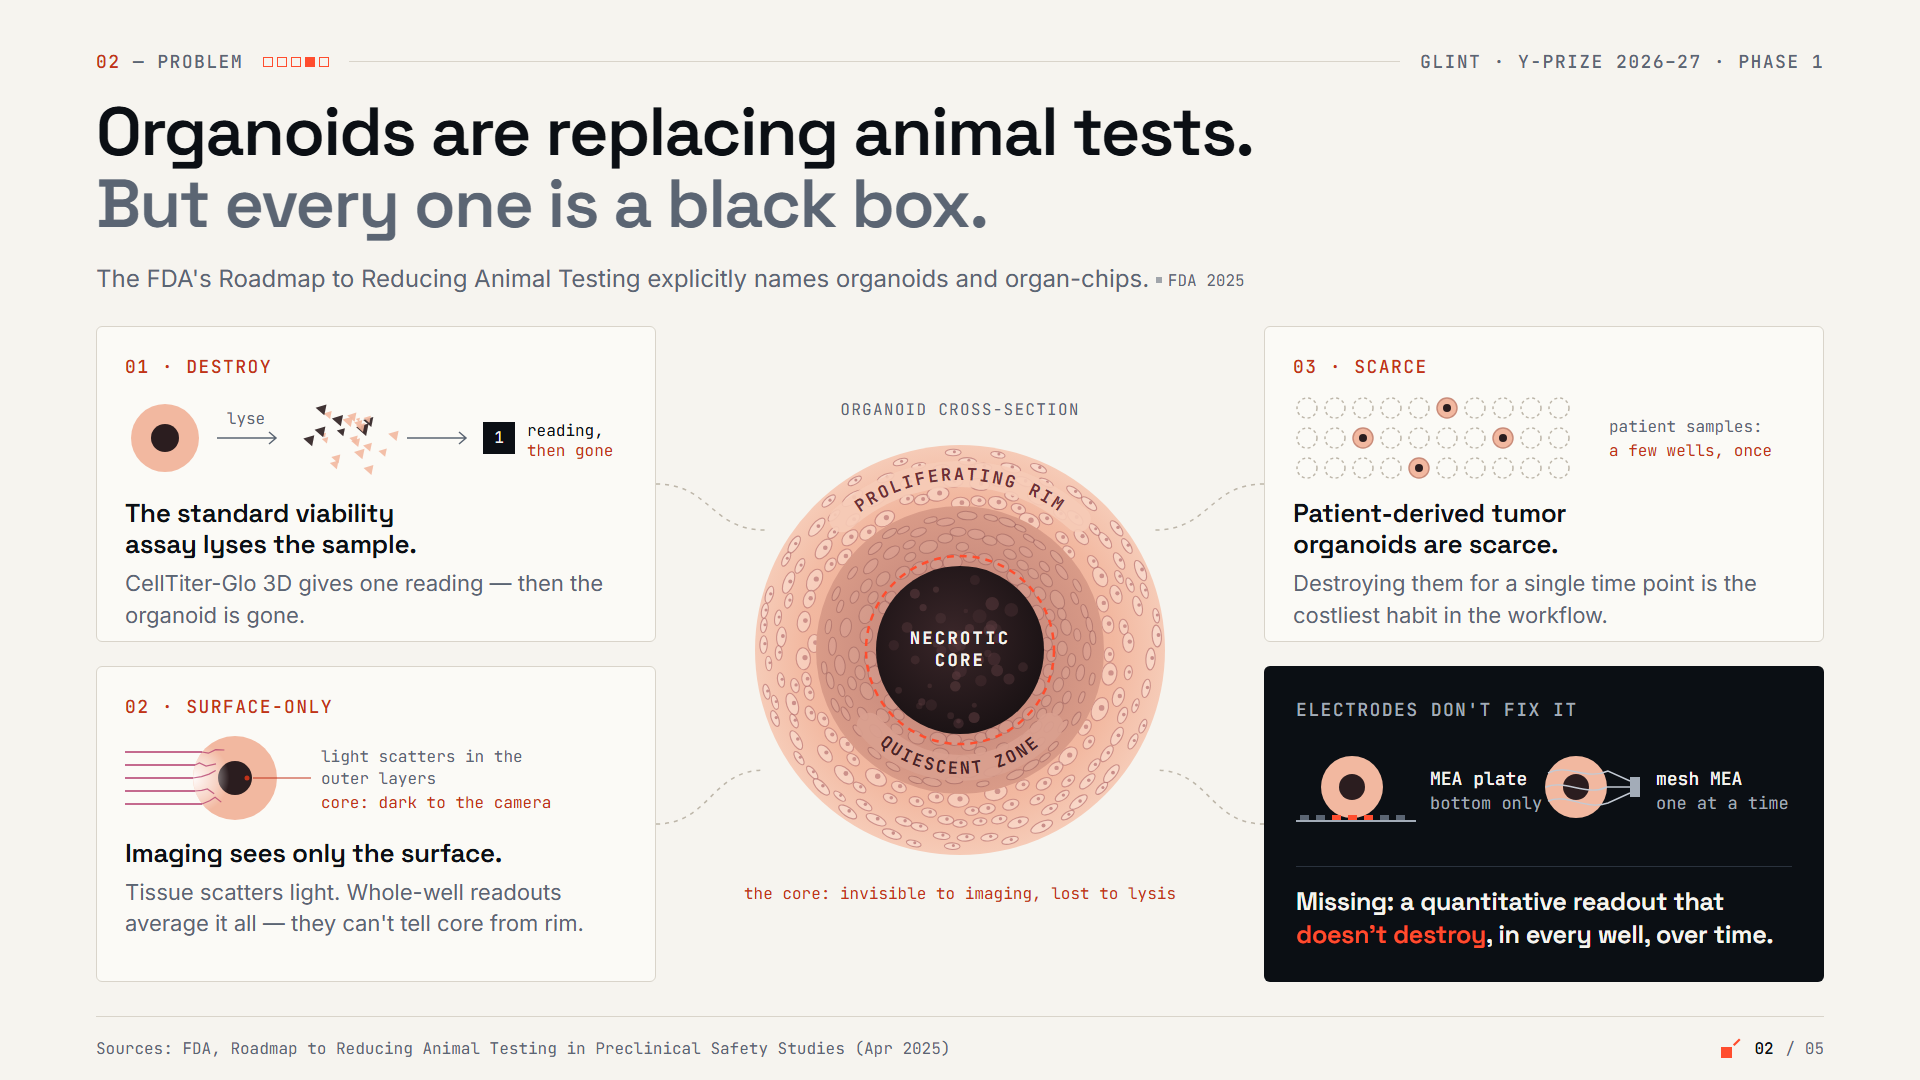 02 — PROBLEM
GLINT · Y-PRIZE 2026-27 · PHASE 1
Organoids are replacing animal tests.
But every one is a black box.
The FDA's Roadmap to Reducing Animal Testing explicitly names organoids and organ-chips. FDA 2025
01 · DESTROY
lyse
1
reading,
then gone
The standard viability
assay lyses the sample.
CellTiter-Glo 3D gives one reading — then the
organoid is gone.
02 · SURFACE-ONLY
light scatters in the
outer layers
core: dark to the camera
Imaging sees only the surface.
Tissue scatters light. Whole-well readouts
average it all — they can't tell core from rim.
ORGANOID CROSS-SECTION
PROLIFERATING RIM
NECROTIC
CORE
QUIESCENT ZONE
the core: invisible to imaging, lost to lysis
03 · SCARCE
patient samples:
a few wells, once
Patient-derived tumor
organoids are scarce.
Destroying them for a single time point is the
costliest habit in the workflow.
ELECTRODES DON'T FIX IT
MEA plate
bottom only
mesh MEA
one at a time
Missing: a quantitative readout that
doesn't destroy, in every well, over time.
Sources: FDA, Roadmap to Reducing Animal Testing in Preclinical Safety Studies (Apr 2025)
02 / 05